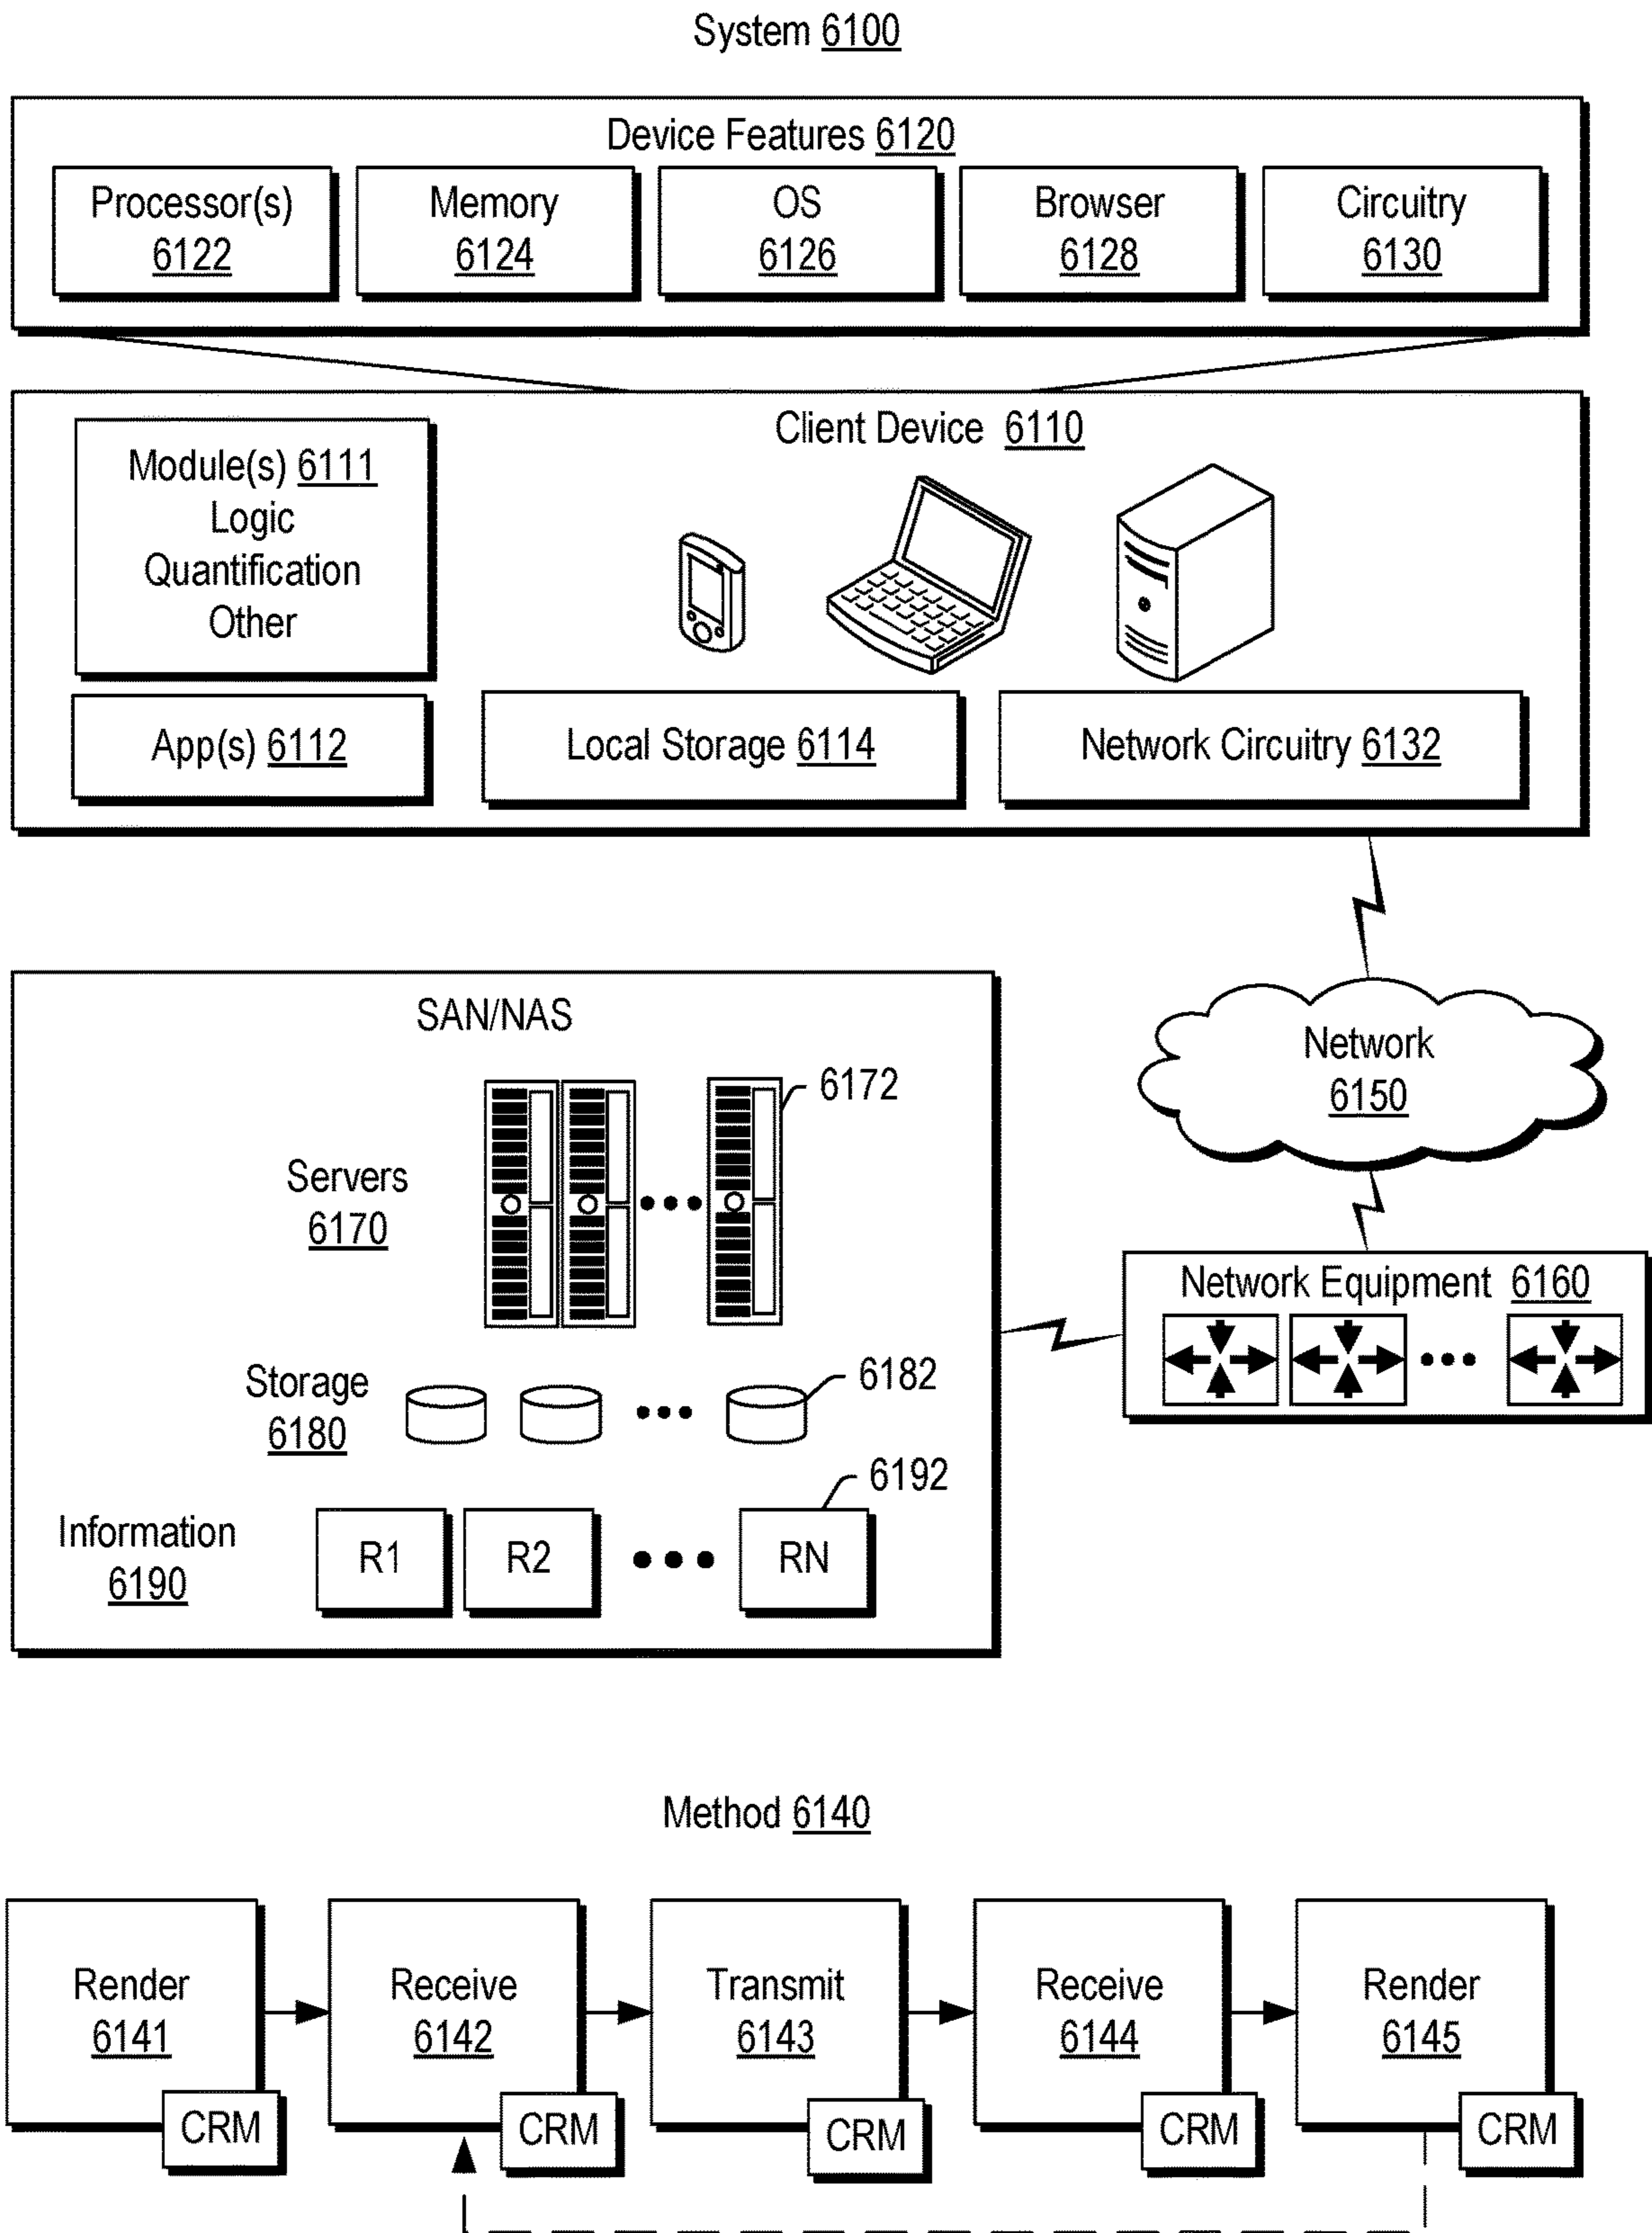 System 6100
Device Features 6120
Processor(s)
6122
Memory
6124
OS
6126
Browser
6128
Circuitry
6130
Client Device 6110
Module(s) 6111
Logic
Quantification
Other
App(s) 6112
Local Storage 6114
Network Circuitry 6132
SAN/NAS
Servers
6170
6172
Network
6150
Network Equipment 6160
Storage
6180
6182
Information
6190
R1
R2
RN
6192
Method 6140
Render
6141
CRM
Receive
6142
CRM
Transmit
6143
CRM
Receive
6144
CRM
Render
6145
CRM